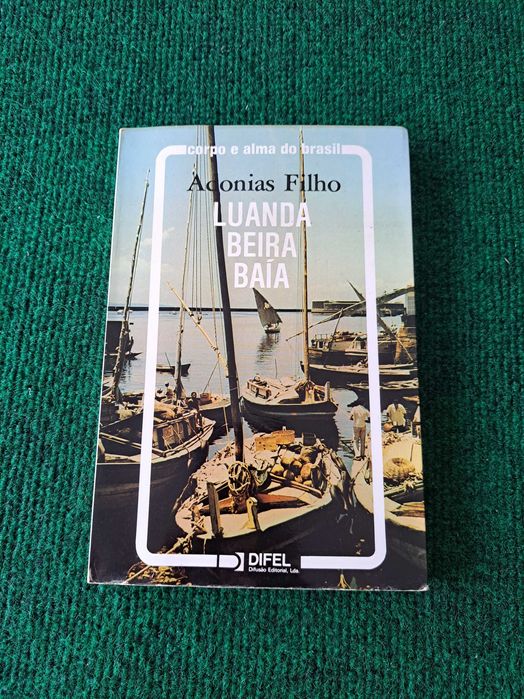 corpo e alma do brasil
Adonias Filho
LUANDA
BEIRA
BAÍA
DIFEL
Difusão Editorial, Lda.